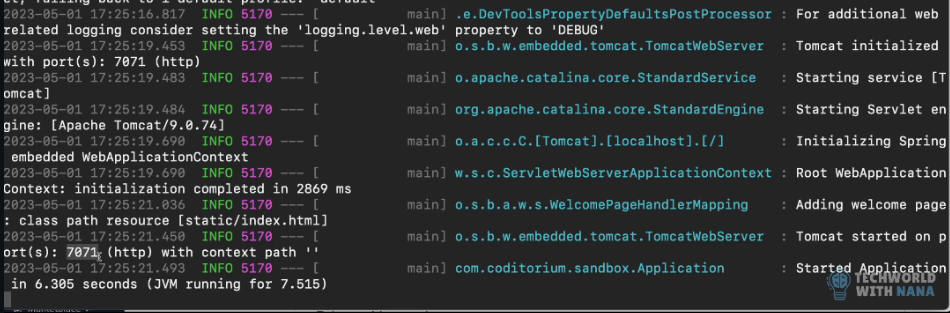 set, falling back to 1 default profile: "default"
2023-05-01 17:25:16.817  INFO 5170 --- [           main] .e.DevToolsPropertyDefaultsPostProcessor : For additional web
related logging consider setting the 'logging.level.web' property to 'DEBUG'
2023-05-01 17:25:19.453  INFO 5170 --- [           main] o.s.b.w.embedded.tomcat.TomcatWebServer  : Tomcat initialized
with port(s): 7071 (http)
2023-05-01 17:25:19.483  INFO 5170 --- [           main] o.apache.catalina.core.StandardService   : Starting service [T
omcat]
2023-05-01 17:25:19.484  INFO 5170 --- [           main] org.apache.catalina.core.StandardEngine  : Starting Servlet en
gine: [Apache Tomcat/9.0.74]
2023-05-01 17:25:19.690  INFO 5170 --- [           main] o.a.c.c.C.[Tomcat].[localhost].[/]       : Initializing Spring
 embedded WebApplicationContext
2023-05-01 17:25:19.690  INFO 5170 --- [           main] w.s.c.ServletWebServerApplicationContext : Root WebApplication
Context: initialization completed in 2869 ms
2023-05-01 17:25:21.036  INFO 5170 --- [           main] o.s.b.a.w.s.WelcomePageHandlerMapping    : Adding welcome page
: class path resource [static/index.html]
2023-05-01 17:25:21.450  INFO 5170 --- [           main] o.s.b.w.embedded.tomcat.TomcatWebServer  : Tomcat started on p
ort(s): 7071 (http) with context path ''
2023-05-01 17:25:21.493  INFO 5170 --- [           main] com.coditorium.sandbox.Application       : Started Application
 in 6.305 seconds (JVM running for 7.515)
TECHWORLD
WITH NANA